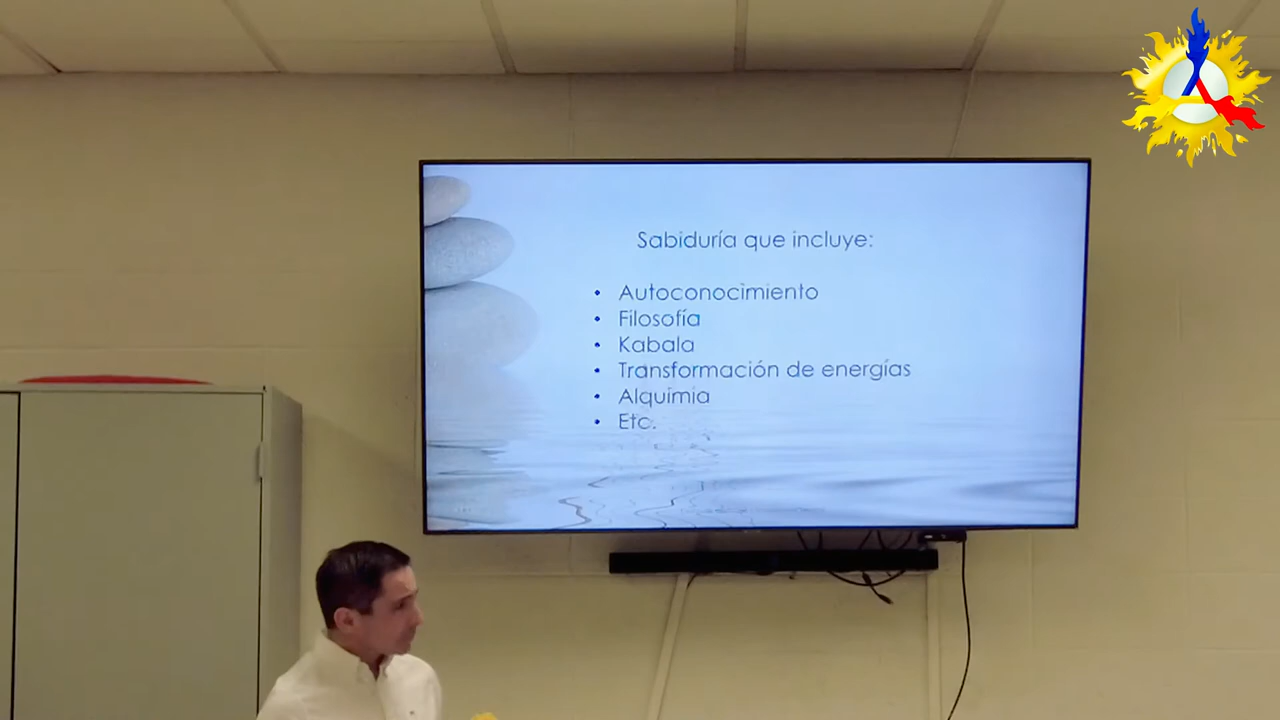 Sabiduría que incluye:
• Autoconocimiento
• Filosofía
• Kabala
• Transformación de energías
• Alquimia
• Etc.